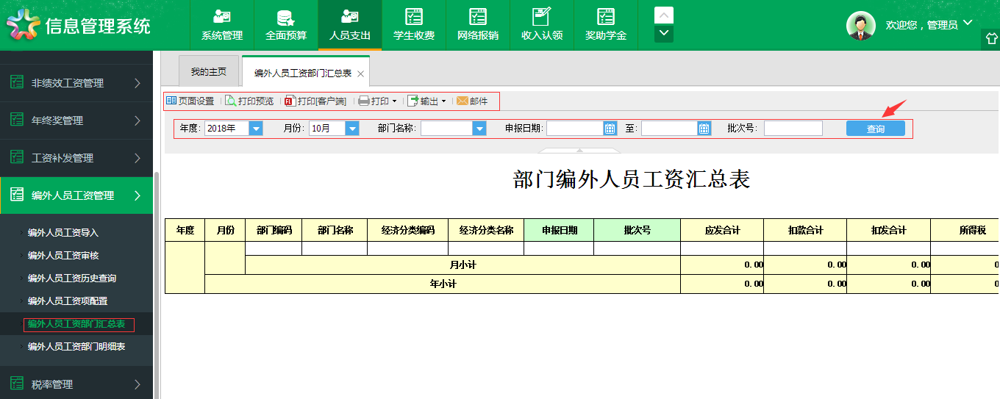 信息管理系统
系统管理 全面预算 人员支出 学生收费 网络报销 收入认领 奖助学金
欢迎您，管理员
非绩效工资管理
年终奖管理
工资补发管理
编外人员工资管理
编外人员工资导入
编外人员工资审核
编外人员工资历史查询
编外人员工资项配置
编外人员工资部门汇总表
编外人员工资部门明细表
税率管理
我的主页 编外人员工资部门汇总表
页面设置 打印预览 打印[客户端] 打印 输出 邮件
年度: 2018年 月份: 10月 部门名称: 申报日期: 至: 批次号: 查询
部门编外人员工资汇总表
年度 月份 部门编码 部门名称 经济分类编码 经济分类名称 申报日期 批次号 应发合计 扣款合计 扣发合计 所得税
月小计 0.00 0.00 0.00 0
年小计 0.00 0.00 0.00 0